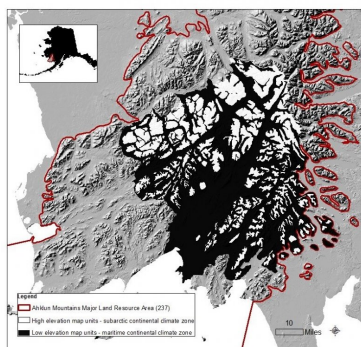 Legend
Ahklun Mountains Major Land Resource Area (237)
High elevation map units - subarctic continental climate zone
Low elevation map units - maritime continental climate zone
10
Miles